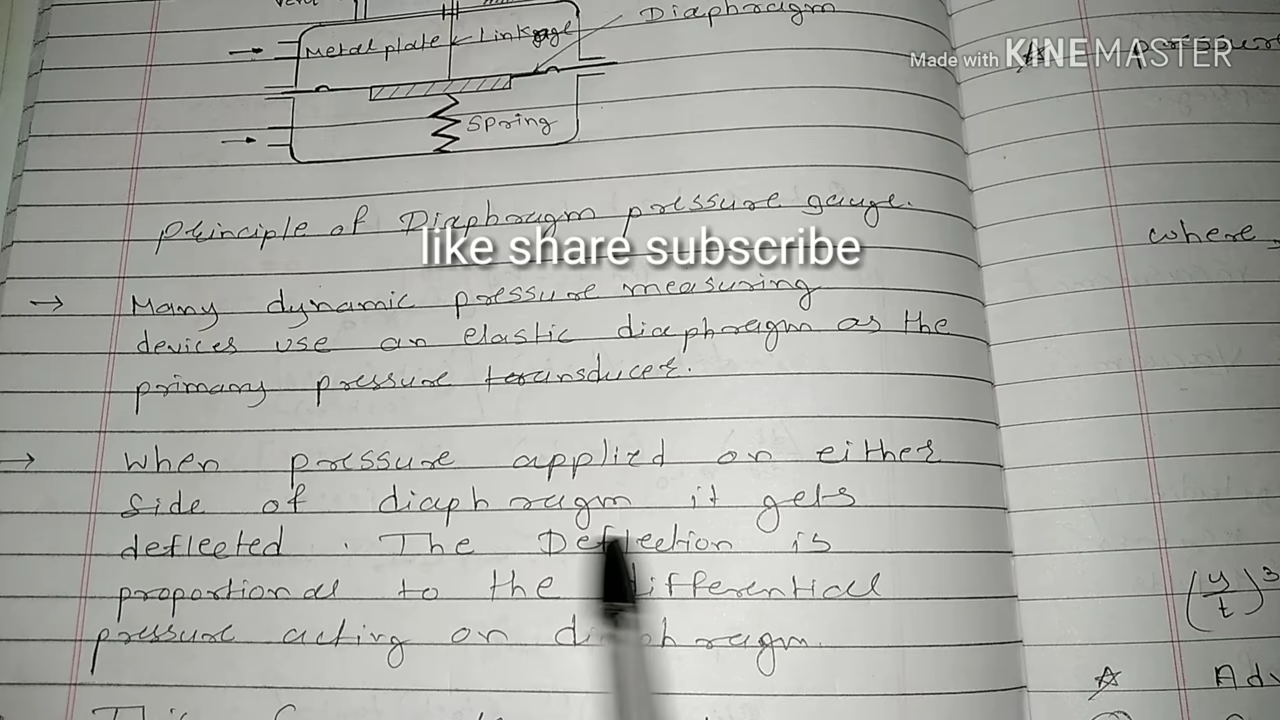 Diaphragm
Metal plate
Linkage
Made with KINEMASTER
Spring
Principle of Diaphragm pressure gauge.
like share subscribe
where
→ Many dynamic pressure measuring
devices use an elastic diaphragm as the
primary pressure transducer.
→ When pressure applied on either
side of diaphragm it gets
deflected. The Deflection is
proportional to the differential
pressure acting on diaphragm.
(y/t)³